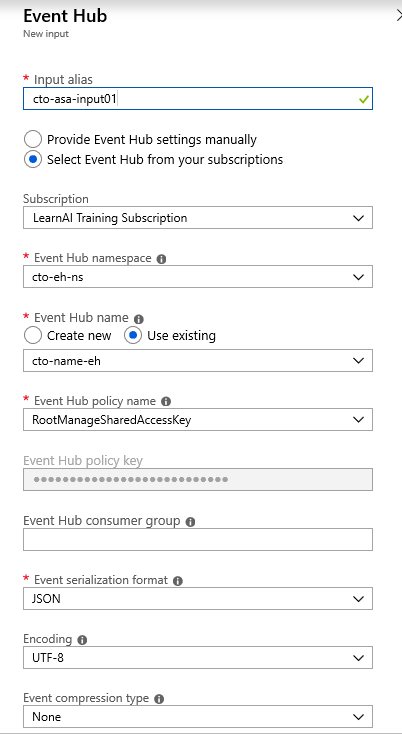 Event Hub
New input
* Input alias
cto-asa-input01
Provide Event Hub settings manually
Select Event Hub from your subscriptions
Subscription
LearnAI Training Subscription
* Event Hub namespace
cto-eh-ns
* Event Hub name
Create new Use existing
cto-name-eh
* Event Hub policy name
RootManageSharedAccessKey
Event Hub policy key
•••••••••••••••••••••••••••
Event Hub consumer group
* Event serialization format
JSON
Encoding
UTF-8
Event compression type
None